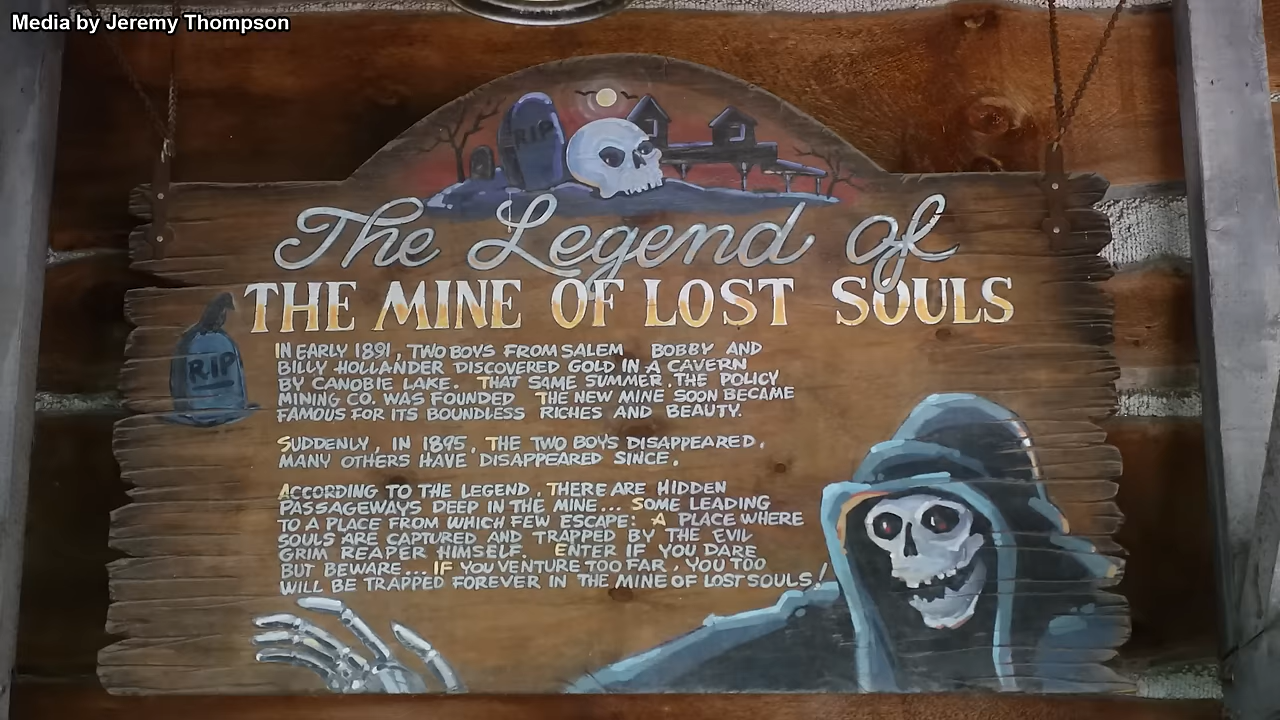 Media by Jeremy Thompson
RIP
The Legend of
THE MINE OF LOST SOULS
RIP
IN EARLY 1891, TWO BOYS FROM SALEM BOBBY AND
BILLY HOLLANDER DISCOVERED GOLD IN A CAVERN
BY CANOBIE LAKE. THAT SAME SUMMER, THE POLICY
MINING CO. WAS FOUNDED THE NEW MINE SOON BECAME
FAMOUS FOR ITS BOUNDLESS RICHES AND BEAUTY.
SUDDENLY, IN 1895, THE TWO BOYS DISAPPEARED.
MANY OTHERS HAVE DISAPPEARED SINCE.
ACCORDING TO THE LEGEND, THERE ARE HIDDEN
PASSAGEWAYS DEEP IN THE MINE... SOME LEADING
TO A PLACE FROM WHICH FEW ESCAPE: A PLACE WHERE
SOULS ARE CAPTURED AND TRAPPED BY THE EVIL
GRIM REAPER HIMSELF. ENTER IF YOU DARE
BUT BEWARE... IF YOU VENTURE TOO FAR, YOU TOO
WILL BE TRAPPED FOREVER IN THE MINE OF LOST SOULS!